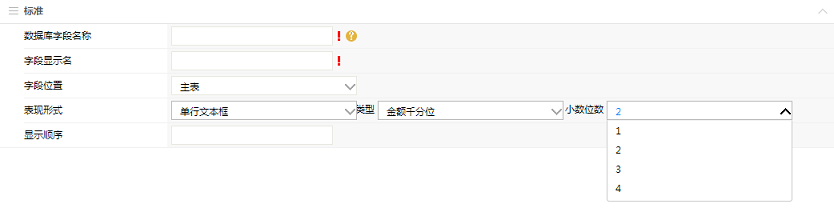 标准
数据库字段名称 ! ?
字段显示名 !
字段位置 主表
表现形式 单行文本框 类型 金额千分位 小数位数 2
显示顺序
1
2
3
4